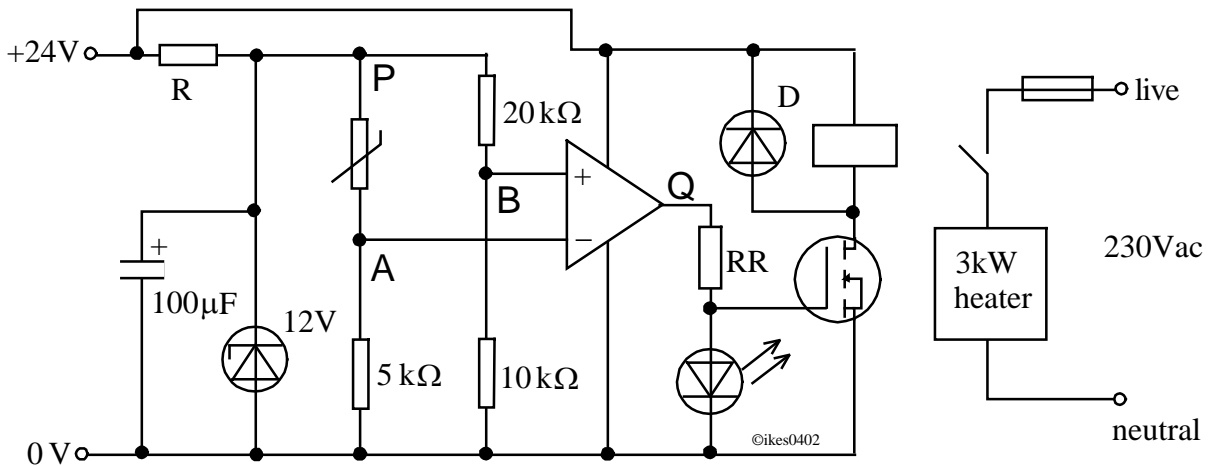 +24V
R
P
20 kΩ
D
live
+
B
Q
−
A
RR
3kW
heater
230Vac
+
100μF
12V
5 kΩ
10 kΩ
©ikes0402
0 V
neutral